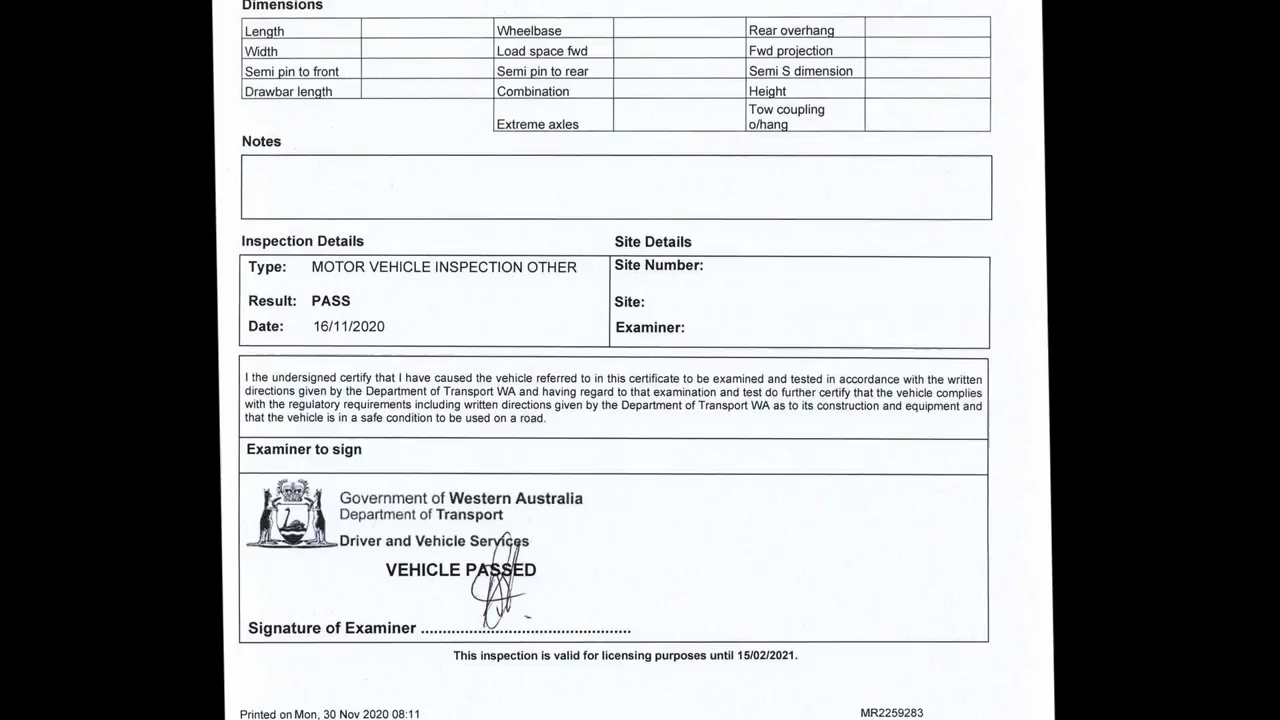 Dimensions
Length Wheelbase Rear overhang
Width Load space fwd Fwd projection
Semi pin to front Semi pin to rear Semi S dimension
Drawbar length Combination Height
Extreme axles Tow coupling
o/hang
Notes
Inspection Details Site Details
Type: MOTOR VEHICLE INSPECTION OTHER Site Number:
Result: PASS Site:
Date: 16/11/2020 Examiner:
I the undersigned certify that I have caused the vehicle referred to in this certificate to be examined and tested in accordance with the written
directions given by the Department of Transport WA and having regard to that examination and test do further certify that the vehicle complies
with the regulatory requirements including written directions given by the Department of Transport WA as to its construction and equipment and
that the vehicle is in a safe condition to be used on a road.
Examiner to sign
Government of Western Australia
Department of Transport
Driver and Vehicle Services
VEHICLE PASSED
Signature of Examiner ................................................
This inspection is valid for licensing purposes until 15/02/2021.
Printed on Mon, 30 Nov 2020 08:11 MR2259283